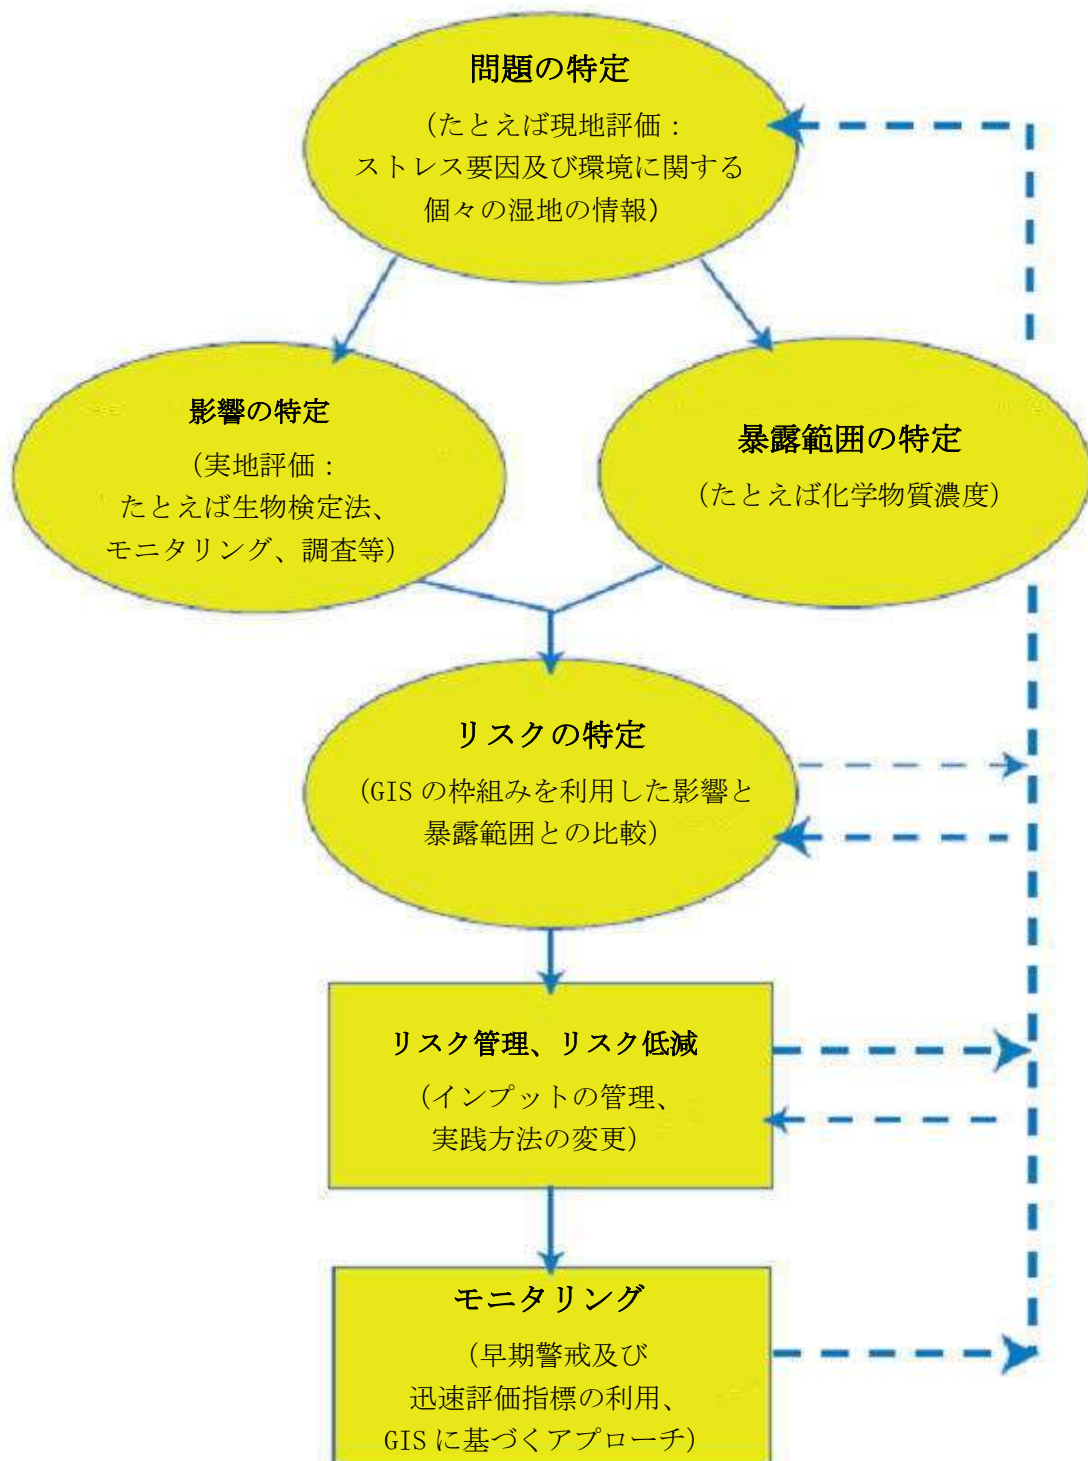 問題の特定
(たとえば現地評価：
ストレス要因及び環境に関する
個々の湿地の情報)
影響の特定
(実地評価：
たとえば生物検定法、
モニタリング、調査等)
暴露範囲の特定
(たとえば化学物質濃度)
リスクの特定
(GIS の枠組みを利用した影響と
暴露範囲との比較)
リスク管理、リスク低減
(インプットの管理、
実践方法の変更)
モニタリング
(早期警戒及び
迅速評価指標の利用、
GIS に基づくアプローチ)